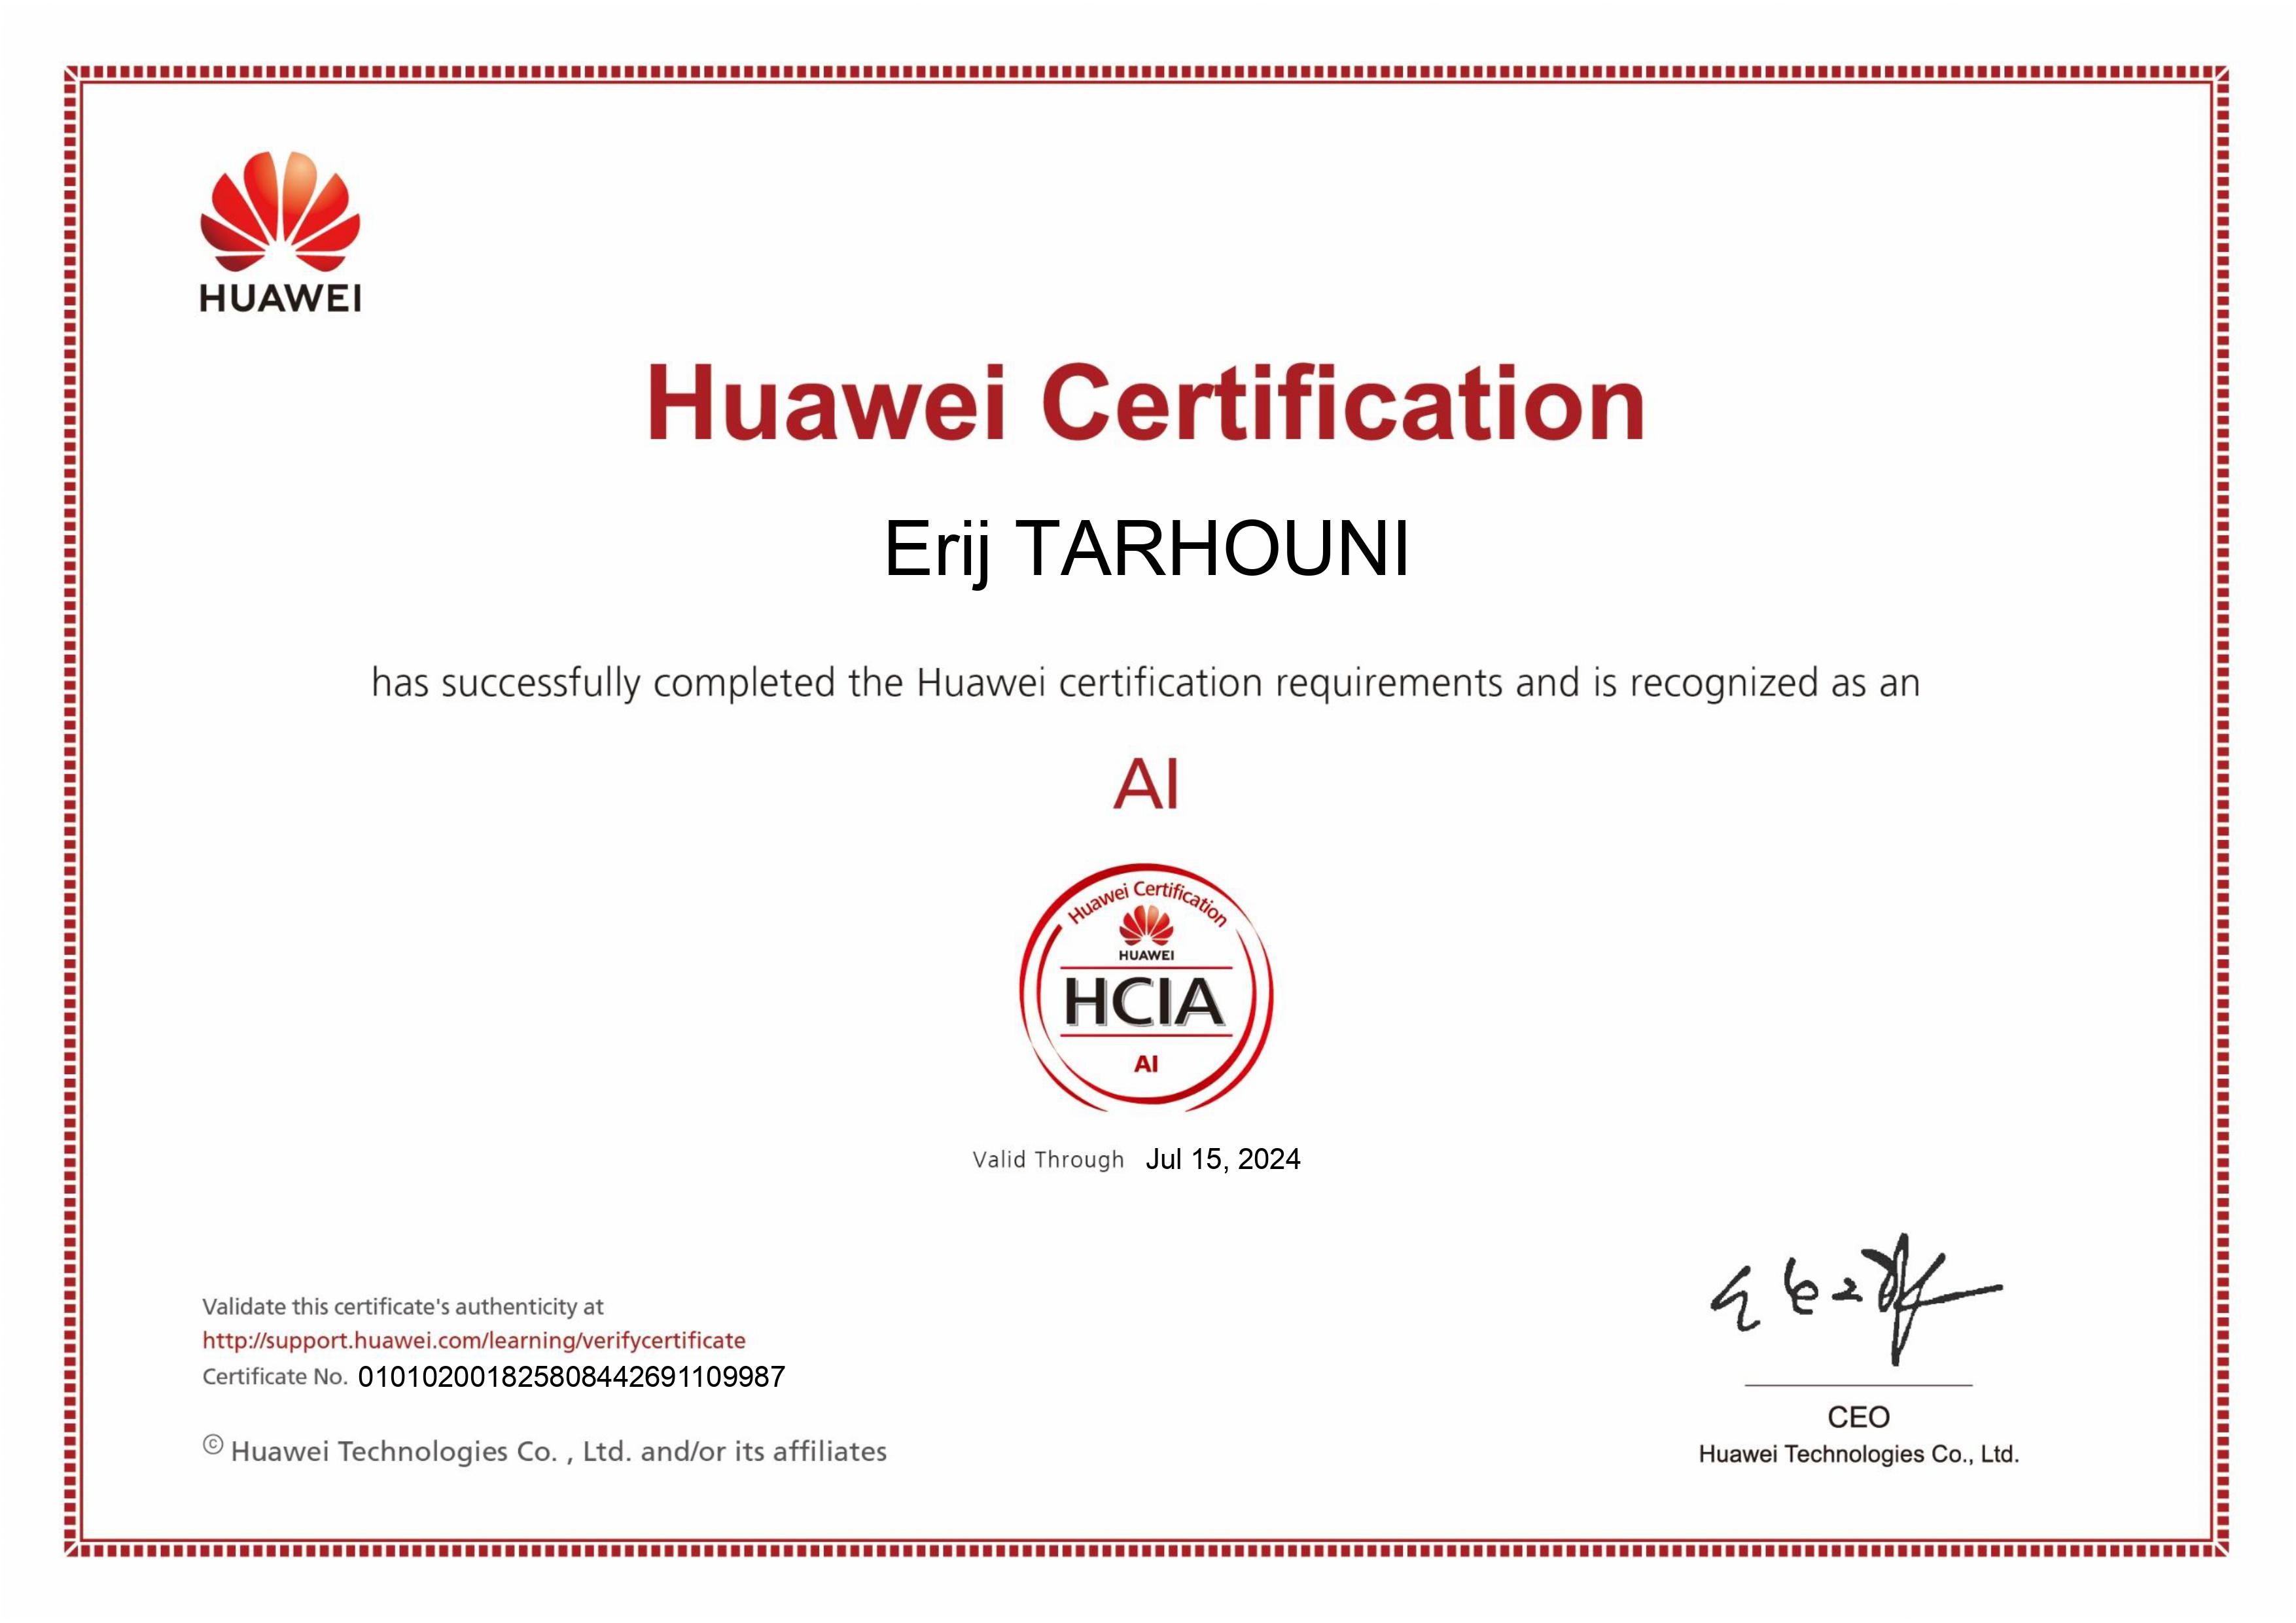 HUAWEI
Huawei Certification
Erij TARHOUNI
has successfully completed the Huawei certification requirements and is recognized as an
AI
Huawei Certification
HUAWEI
HCIA
AI
Valid Through Jul 15, 2024
Validate this certificate's authenticity at
http://support.huawei.com/learning/verifycertificate
Certificate No. 010102001825808442691109987
© Huawei Technologies Co. , Ltd. and/or its affiliates
CEO
Huawei Technologies Co., Ltd.